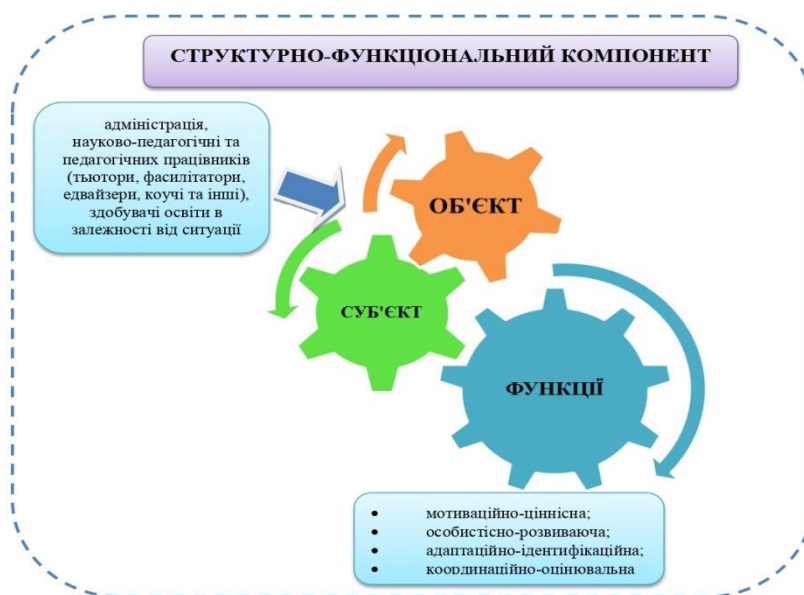 СТРУКТУРНО-ФУНКЦІОНАЛЬНИЙ КОМПОНЕНТ
адміністрація,
науково-педагогічні та
педагогічних працівників
(тьютори, фасилітатори,
едвайзери, коучі та інші),
здобувачі освіти в
залежності від ситуації
ОБ'ЄКТ
СУБ'ЄКТ
ФУНКЦІЇ
• мотиваційно-ціннісна;
• особистісно-розвиваюча;
• адаптаційно-ідентифікаційна;
• координаційно-оцінювальна